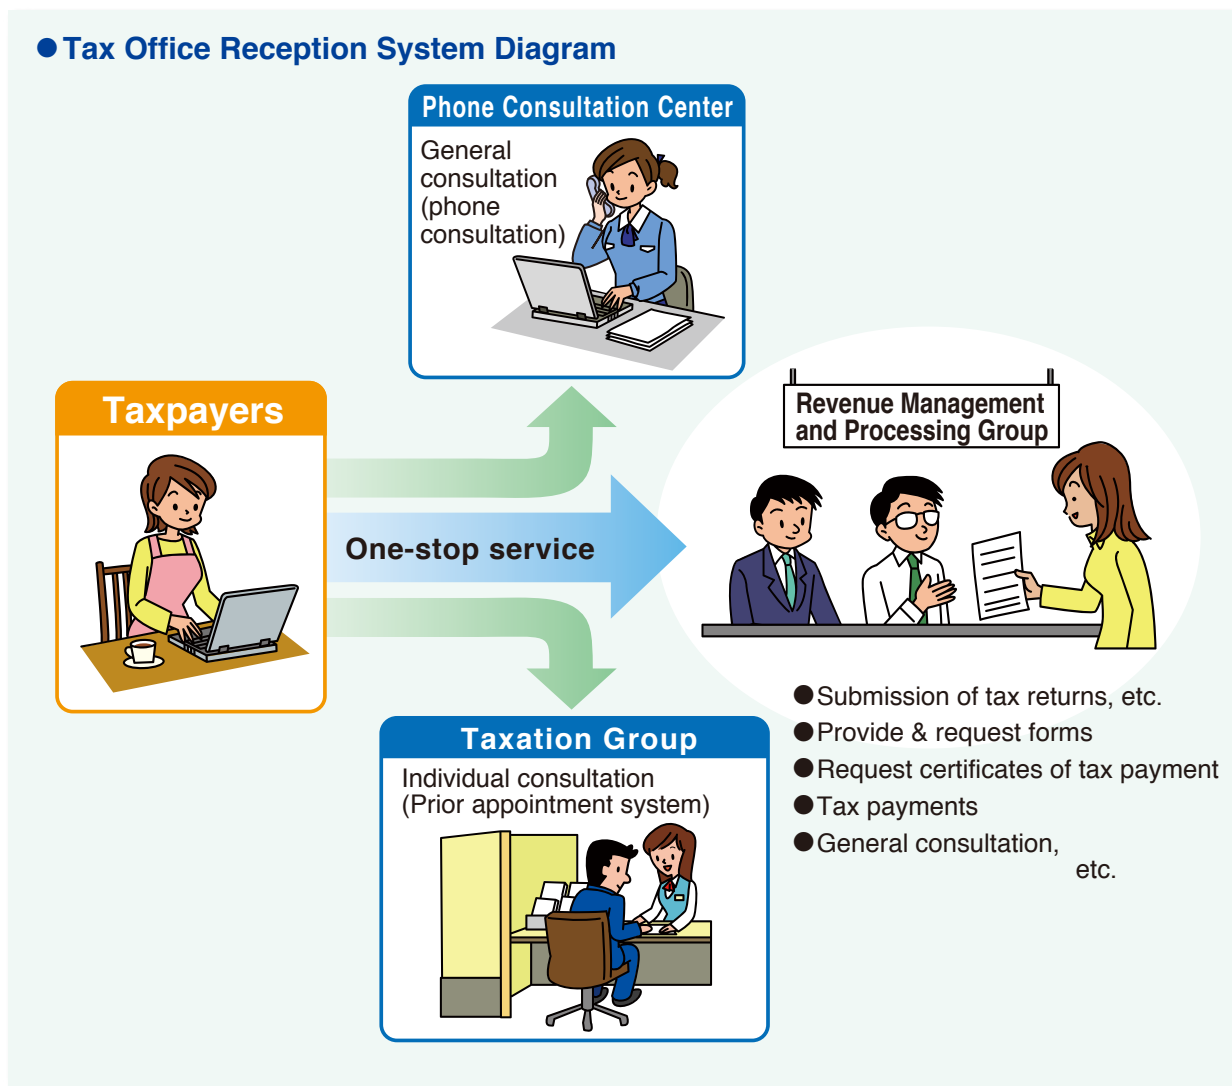 ●Tax Office Reception System Diagram
Phone Consultation Center
General
consultation
(phone
consultation)
Taxpayers
One-stop service
Revenue Management
and Processing Group
●Submission of tax returns, etc.
●Provide & request forms
●Request certificates of tax payment
●Tax payments
●General consultation,
etc.
Taxation Group
Individual consultation
(Prior appointment system)